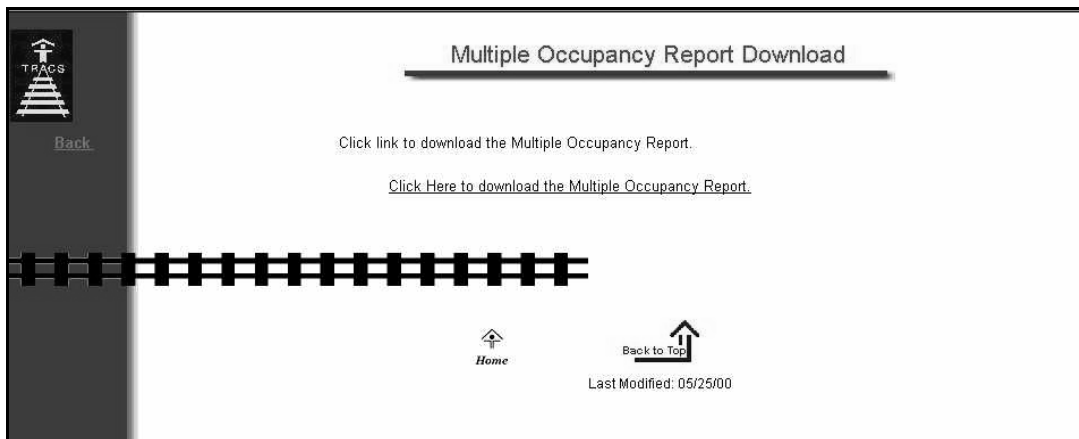 Multiple Occupancy Report Download
TRACS
Back
Click link to download the Multiple Occupancy Report.
Click Here to download the Multiple Occupancy Report.
Home
Back to Top
Last Modified: 05/25/00